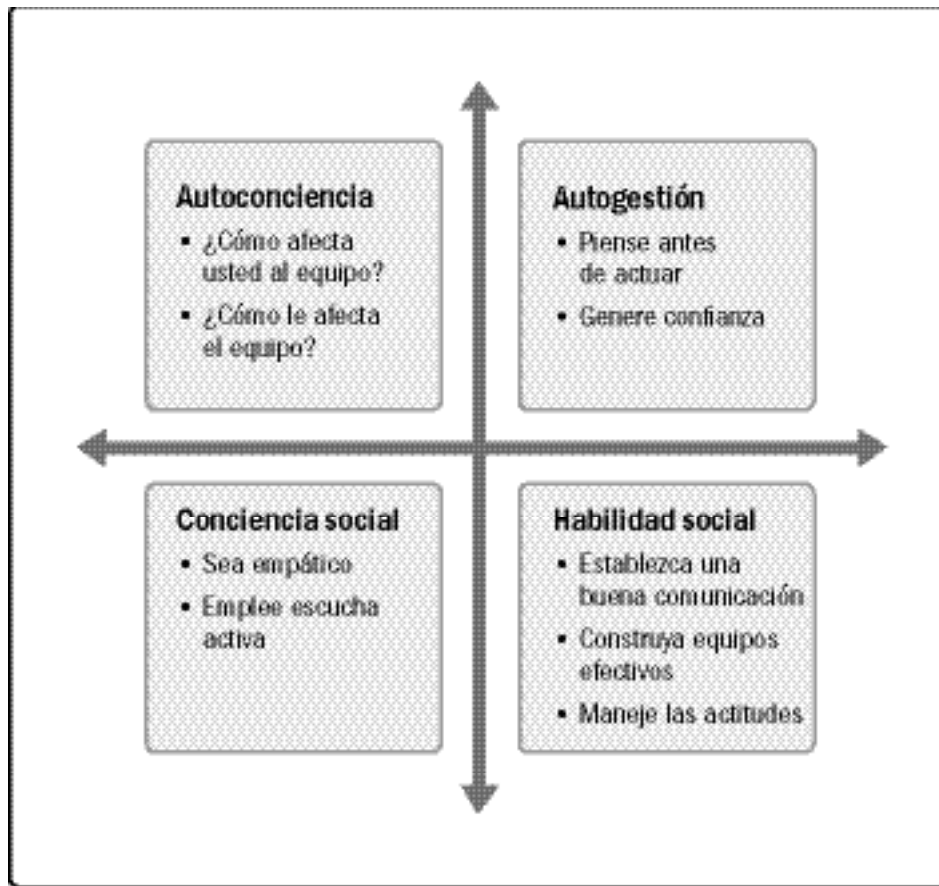 Autoconciencia
▪ ¿Cómo afecta
usted al equipo?
▪ ¿Cómo le afecta
el equipo?
Autogestión
• Piense antes
de actuar
• Genere confianza
Conciencia social
▪ Sea empático
▪ Emplee escucha
activa
Habilidad social
▪ Establezca una
buena comunicación
▪ Construya equipos
efectivos
▪ Maneje las actitudes